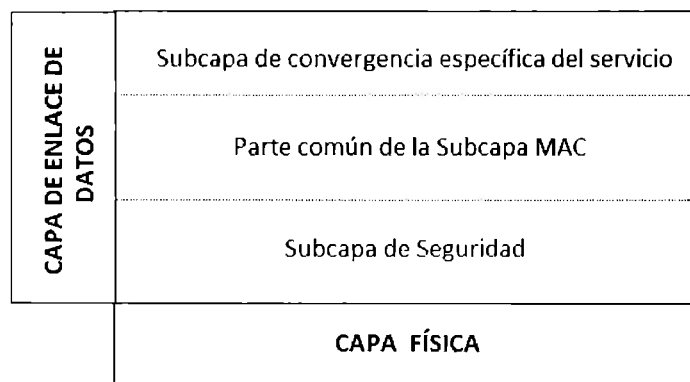 CAPA DE ENLACE DE
DATOS
Subcapa de convergencia específica del servicio
Parte común de la Subcapa MAC
Subcapa de Seguridad
CAPA FÍSICA